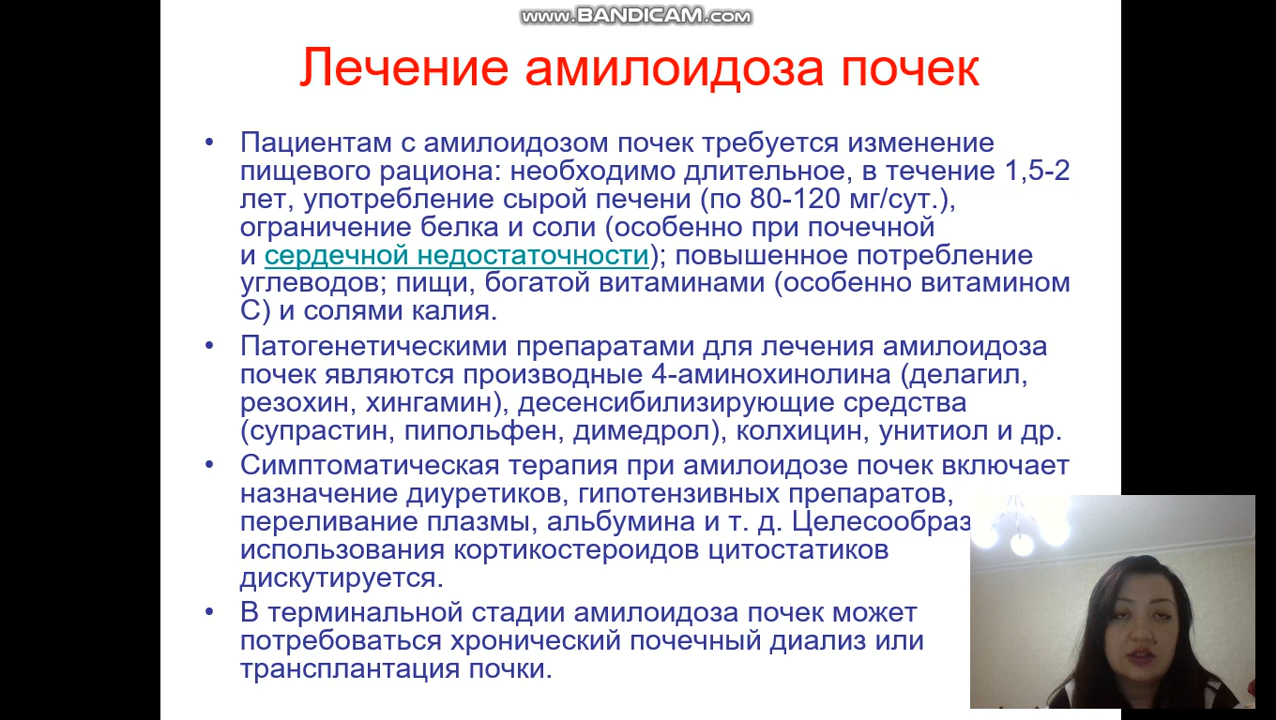 www.BANDICAM.com
Лечение амилоидоза почек
• Пациентам с амилоидозом почек требуется изменение
пищевого рациона: необходимо длительное, в течение 1,5-2
лет, употребление сырой печени (по 80-120 мг/сут.),
ограничение белка и соли (особенно при почечной
и сердечной недостаточности); повышенное потребление
углеводов; пищи, богатой витаминами (особенно витамином
С) и солями калия.
• Патогенетическими препаратами для лечения амилоидоза
почек являются производные 4-аминохинолина (делагил,
резохин, хингамин), десенсибилизирующие средства
(супрастин, пипольфен, димедрол), колхицин, унитиол и др.
• Симптоматическая терапия при амилоидозе почек включает
назначение диуретиков, гипотензивных препаратов,
переливание плазмы, альбумина и т. д. Целесообраз
использования кортикостероидов цитостатиков
дискутируется.
• В терминальной стадии амилоидоза почек может
потребоваться хронический почечный диализ или
трансплантация почки.